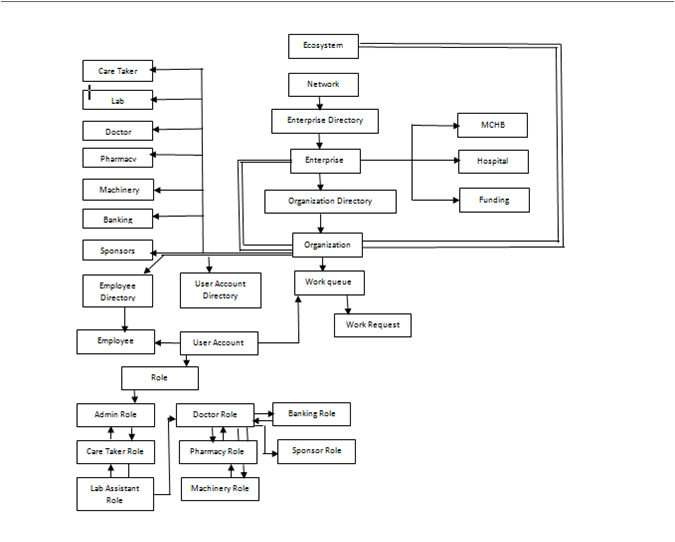 Ecosystem
Care Taker
Network
Lab
Enterprise Directory
MCHB
Doctor
Pharmacy
Enterprise
Hospital
Machinery
Organization Directory
Funding
Banking
Sponsors
Organization
Employee
Directory
User Account
Directory
Work queue
Work Request
Employee
User Account
Role
Admin Role
Doctor Role
Banking Role
Care Taker Role
Pharmacy Role
Sponsor Role
Lab Assistant
Role
Machinery Role